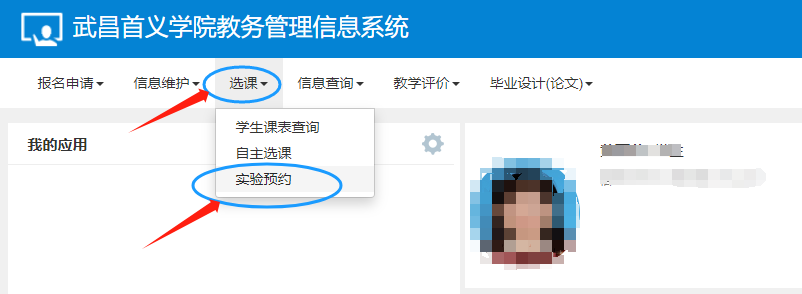 武昌首义学院教务管理信息系统
报名申请 信息维护 选课 信息查询 教学评价 毕业设计(论文)
学生课表查询
我的应用
自主选课
实验预约